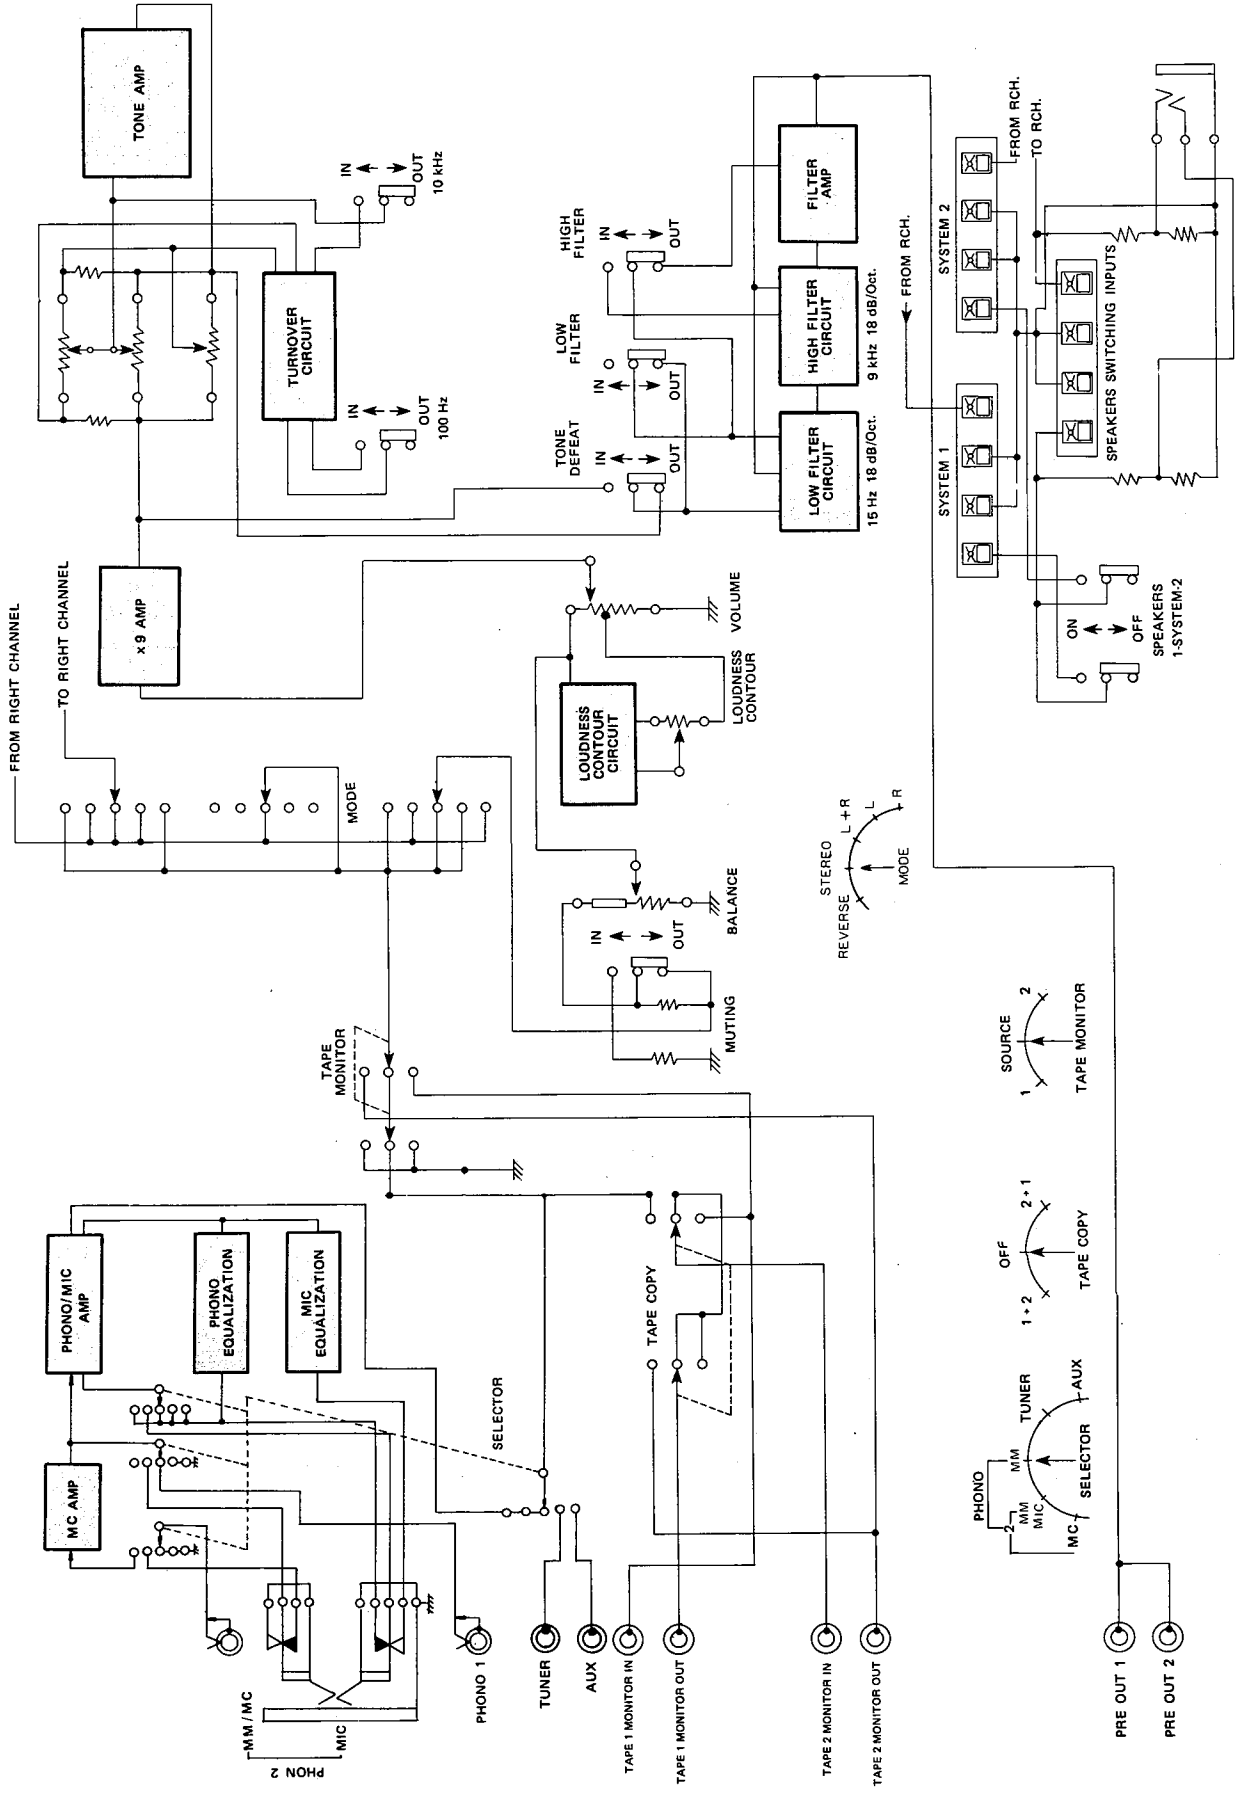 FROM RIGHT CHANNEL
TO RIGHT CHANNEL
TONE AMP
x 9 AMP
PHONO/MIC
AMP
MC AMP
PHONO
EQUALIZATION
MIC
EQUALIZATION
MM / MC
MIC
PHON 2
TAPE
MONITOR
MODE
TURNOVER
CIRCUIT
IN
OUT
100 Hz
IN
OUT
10 kHz
PHONO 1
SELECTOR
TUNER
AUX
TAPE 1 MONITOR IN
TAPE 1 MONITOR OUT
TAPE COPY
TAPE 2 MONITOR IN
TAPE 2 MONITOR OUT
MUTING
IN
OUT
BALANCE
LOUDNESS
CONTOUR
CIRCUIT
LOUDNESS
CONTOUR
VOLUME
TONE
DEFEAT
IN
OUT
LOW
FILTER
IN
OUT
HIGH
FILTER
IN
OUT
LOW FILTER
CIRCUIT
15 Hz 18 dB/Oct.
HIGH FILTER
CIRCUIT
9 kHz 18 dB/Oct.
FILTER
AMP
REVERSE
STEREO
L + R
L
R
MODE
FROM RCH.
SYSTEM 1
SYSTEM 2
FROM RCH.
TO RCH.
PHONO
2
MM
MIC
MC
MM
TUNER
AUX
SELECTOR
1 + 2
OFF
2 + 1
TAPE COPY
1
SOURCE
2
TAPE MONITOR
ON
OFF
SPEAKERS
1-SYSTEM-2
SPEAKERS SWITCHING INPUTS
PRE OUT 1
PRE OUT 2